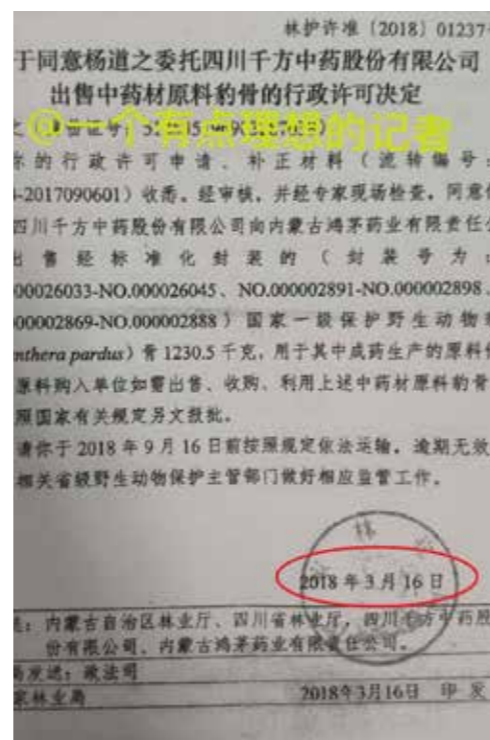 林护许准〔2018〕01237
于同意杨道之委托四川千方中药股份有限公司
出售中药材原料豹骨的行政许可决定
@一个有点理想的记者
你的行政许可申请、补正材料(流转编号:
-2017090601)收悉。经审核,并经专家现场检查,同意
四川千方中药股份有限公司向内蒙古鸿茅药业有限责任公
出售经标准化封装的(封装号为:
00026033-NO.000026045、NO.000002891-NO.000002898、
00002869-NO.000002888)国家一级保护野生动物
nthera pardus)骨1230.5千克,用于其中成药生产的原料
原料购入单位如需出售、收购、利用上述中药材原料豹骨
照国家有关规定另文报批。
请你于2018年9月16日前按照规定依法运输,逾期无效
相关省级野生动物保护主管部门做好相应监管工作。
林
2018年3月16日
送:内蒙古自治区林业厅、四川省林业厅,四川千方中药股
份有限公司、内蒙古鸿茅药业有限责任公司。
局发送:政法司
家林业局 2018年3月16日 印发